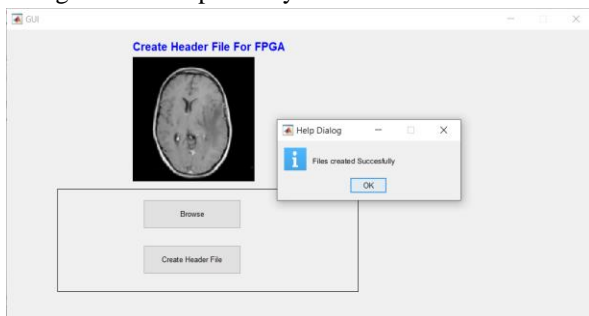 GUI
Create Header File For FPGA
Help Dialog
Files created Succesfully
OK
Browse
Create Header File